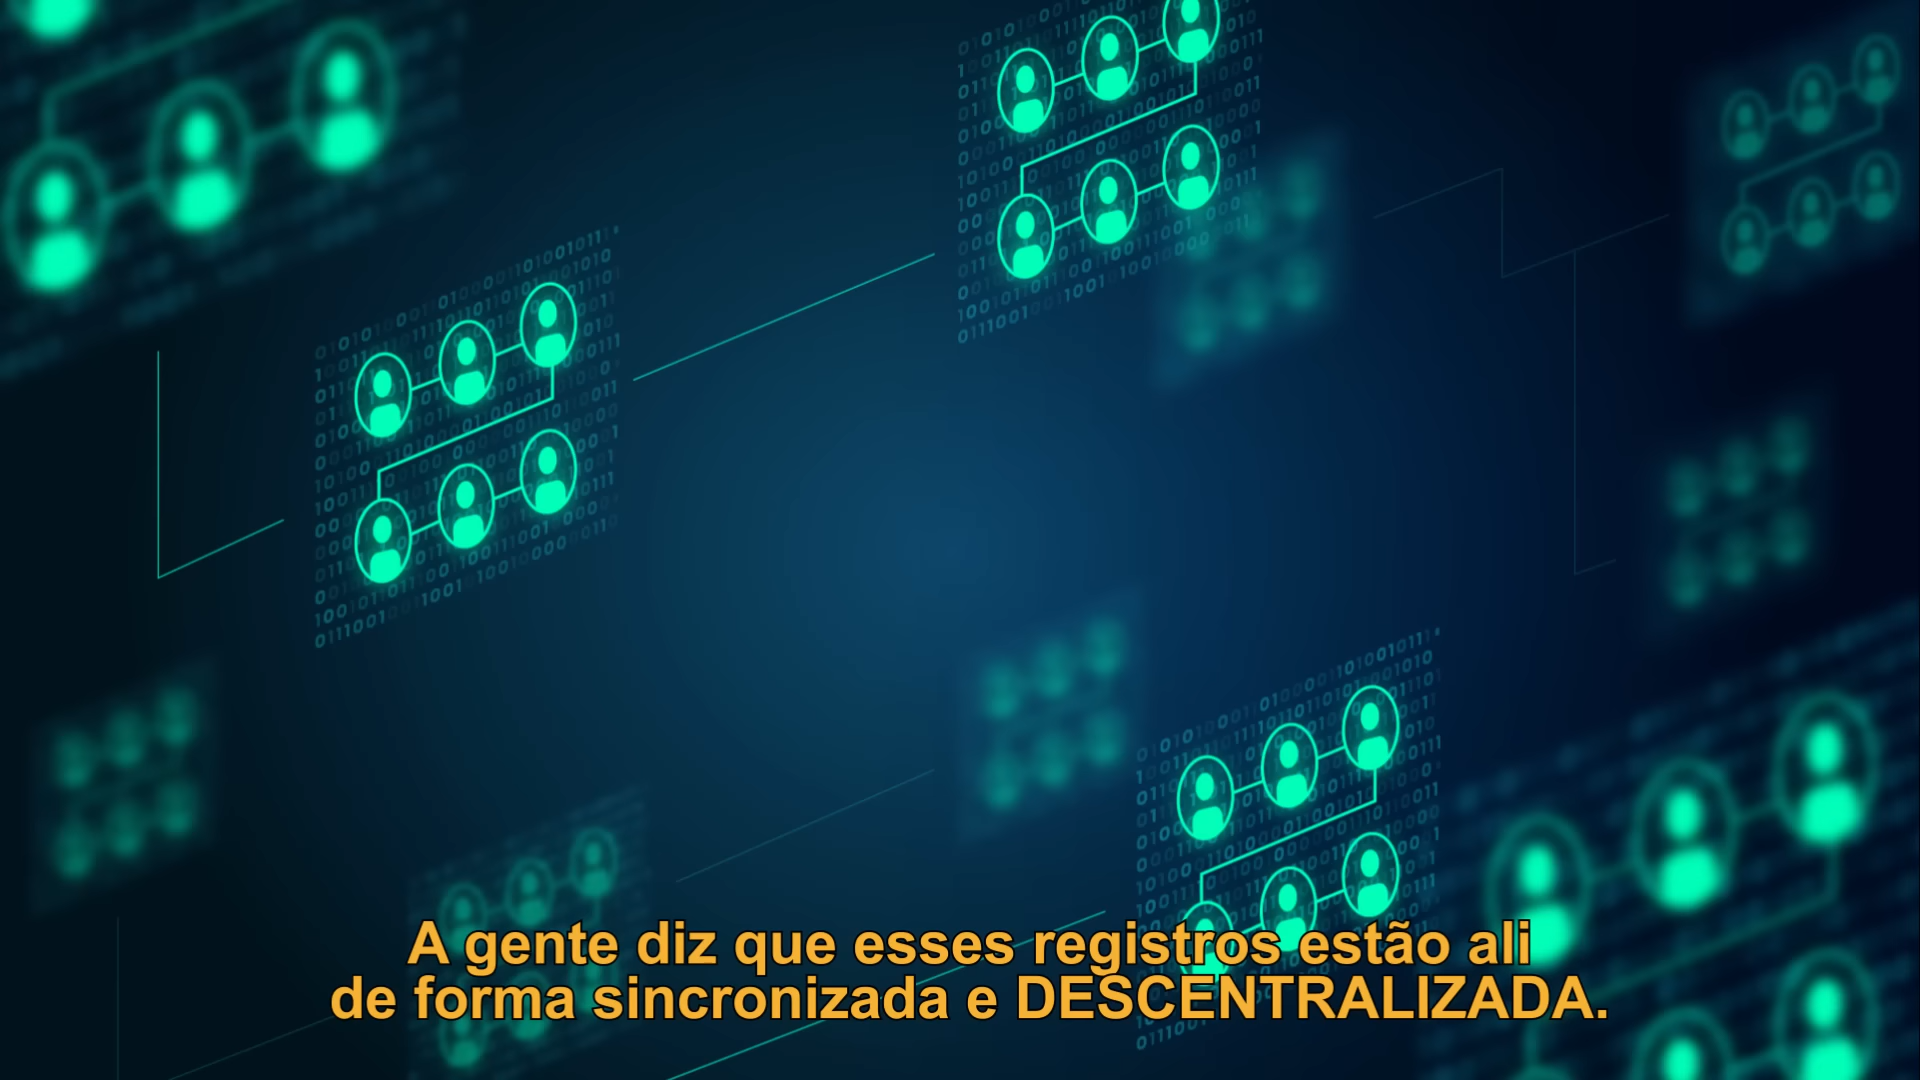 A gente diz que esses registros estão ali
de forma sincronizada e DESCENTRALIZADA.